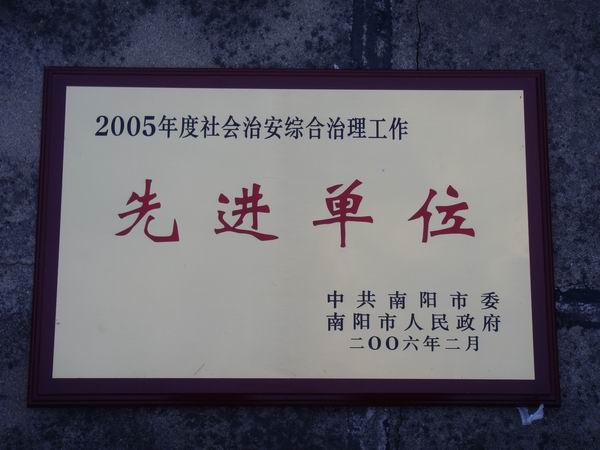 2005年度社会治安综合治理工作
先进单位
中共南阳市委
南阳市人民政府
二〇〇六年二月